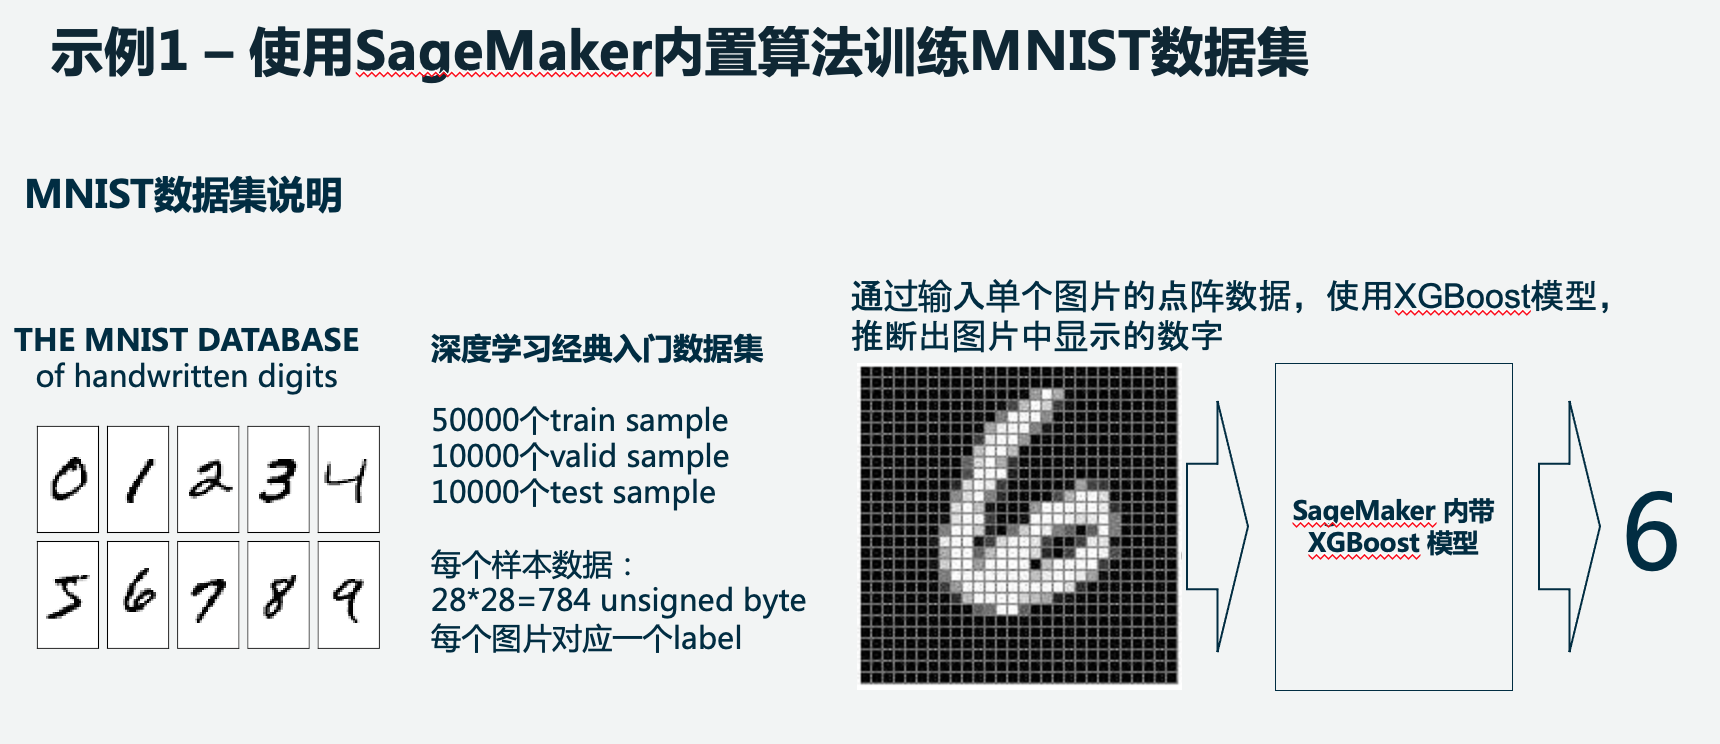 示例1 – 使用SageMaker内置算法训练MNIST数据集
MNIST数据集说明
THE MNIST DATABASE
of handwritten digits
0 1 2 3 4
5 6 7 8 9
深度学习经典入门数据集
50000个train sample
10000个valid sample
10000个test sample
每个样本数据：
28*28=784 unsigned byte
每个图片对应一个label
通过输入单个图片的点阵数据，使用XGBoost模型，
推断出图片中显示的数字
6
SageMaker 内带
XGBoost 模型
6